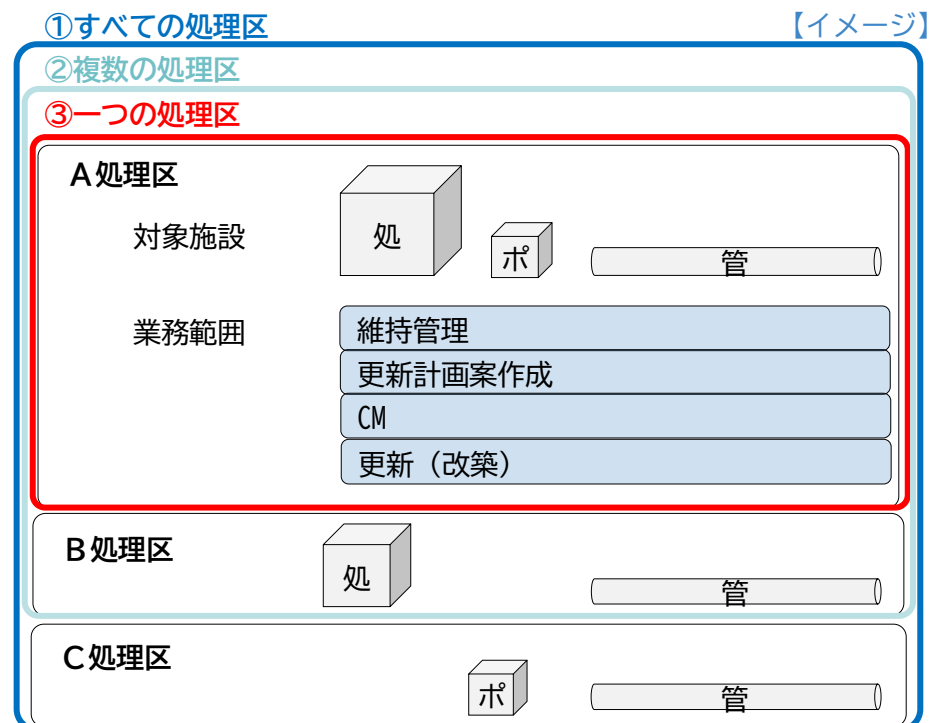 ①すべての処理区
【イメージ】
②複数の処理区
③一つの処理区
A処理区
対象施設
処
ポ
管
業務範囲
維持管理
更新計画案作成
CM
更新（改築）
B処理区
処
管
C処理区
ポ
管